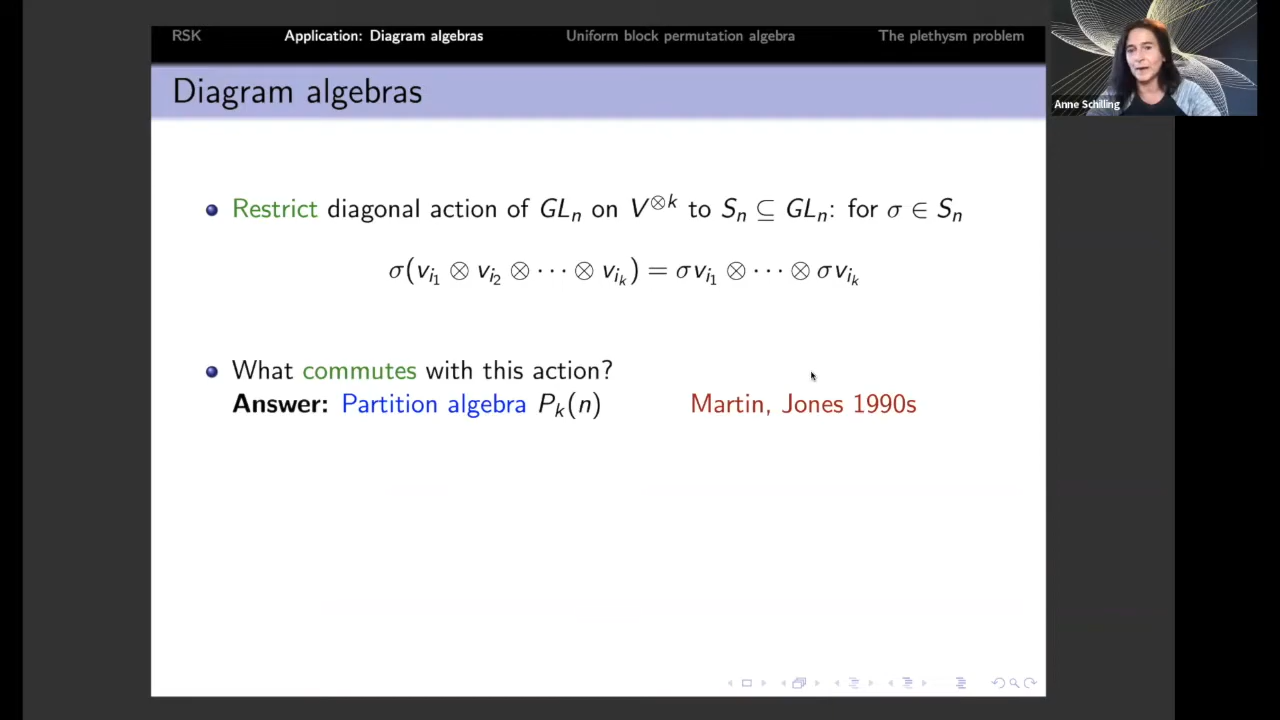 RSK Application: Diagram algebras Uniform block permutation algebra The plethysm problem
Anne Schilling
Diagram algebras
Restrict diagonal action of GLₙ on V^{⊗k} to Sₙ ⊆ GLₙ: for σ ∈ Sₙ
σ(v_{i₁} ⊗ v_{i₂} ⊗ ⋯ ⊗ v_{iₖ}) = σv_{i₁} ⊗ ⋯ ⊗ σv_{iₖ}
What commutes with this action?
Answer: Partition algebra Pₖ(n) Martin, Jones 1990s